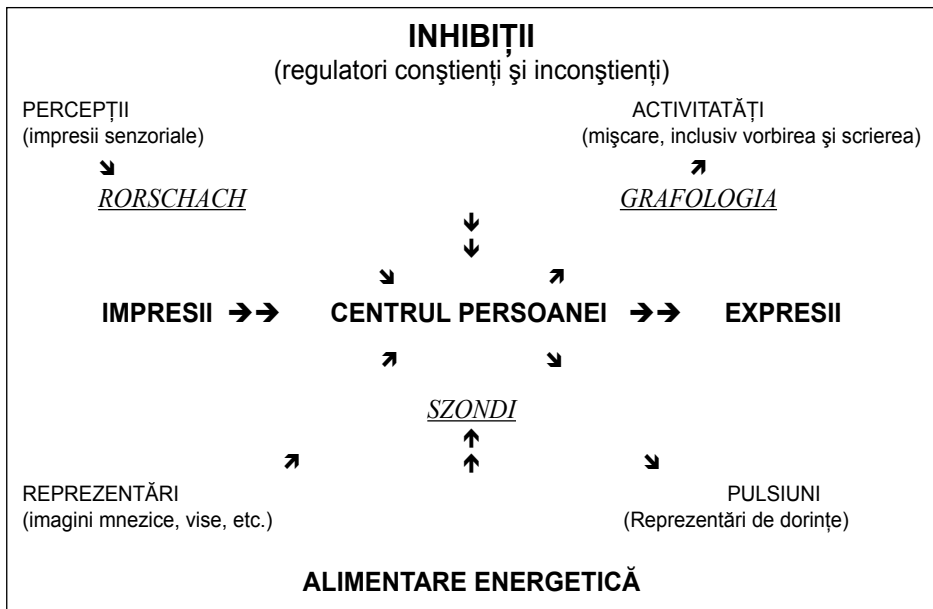 INHIBIȚII
(regulatori conştienți şi inconştienți)
PERCEPȚII
(impresii senzoriale)
ACTIVITATĂȚI
(mişcare, inclusiv vorbirea şi scrierea)
RORSCHACH
GRAFOLOGIA
IMPRESII ➔➔ CENTRUL PERSOANEI ➔➔ EXPRESII
SZONDI
REPREZENTĂRI
(imagini mnezice, vise, etc.)
PULSIUNI
(Reprezentări de dorințe)
ALIMENTARE ENERGETICĂ